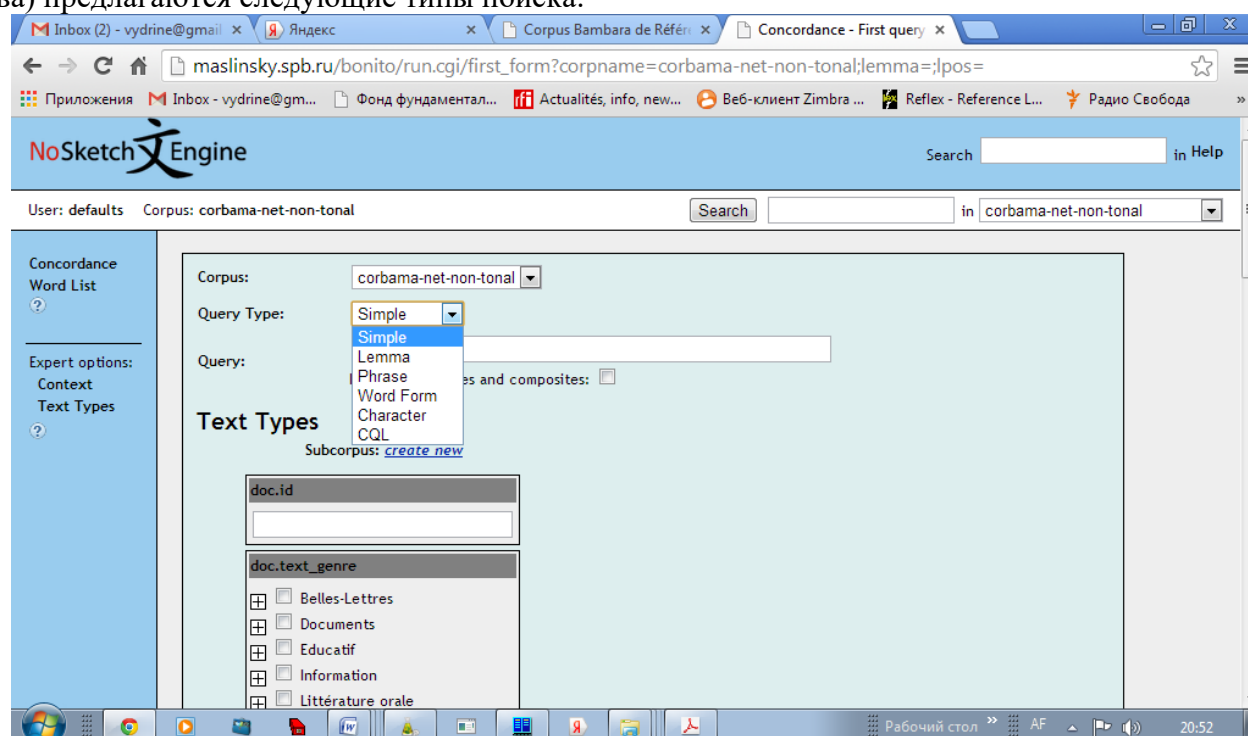 ва) предлагаются следующие типы поиска.
Inbox (2) - vydrine@gmail × Яндекс × Corpus Bambara de Référe × Concordance - First query ×
maslinsky.spb.ru/bonito/run.cgi/first_form?corpname=corbama-net-non-tonal;lemma=;lpos=
Приложения Inbox - vydrine@gm... Фонд фундаментал... Actualités, info, new... Веб-клиент Zimbra ... Reflex - Reference L... Радио Свобода »
NoSketch Engine Search in Help
User: defaults Corpus: corbama-net-non-tonal Search in corbama-net-non-tonal
Concordance
Word List
?
Expert options:
Context
Text Types
?
Corpus: corbama-net-non-tonal
Query Type: Simple
Simple
Lemma
Phrase
Word Form
Character
CQL
Query:
es and composites:
Text Types
Subcorpus: create new
doc.id
doc.text_genre
Belles-Lettres
Documents
Educatif
Information
Littérature orale
Рабочий стол » AF 20:52